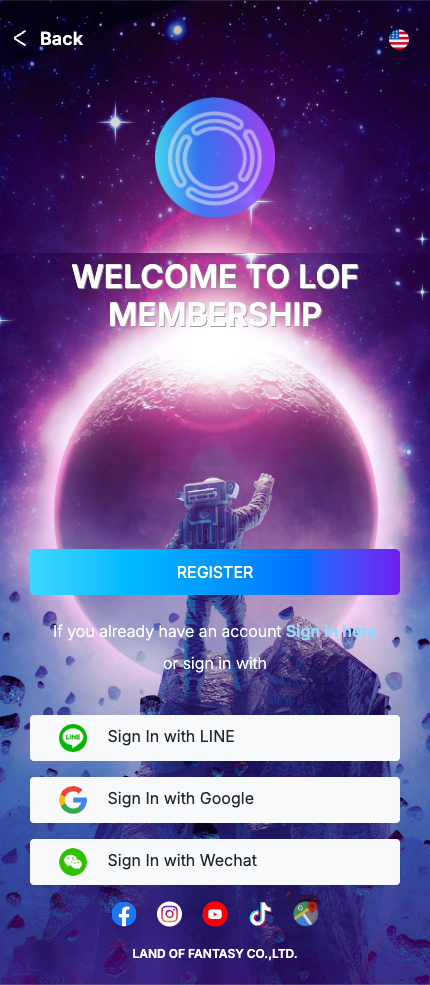 Back
WELCOME TO LOF
MEMBERSHIP
REGISTER
If you already have an account Sign in here
or sign in with
LINE
Sign In with LINE
Sign In with Google
Sign In with Wechat
LAND OF FANTASY CO.,LTD.